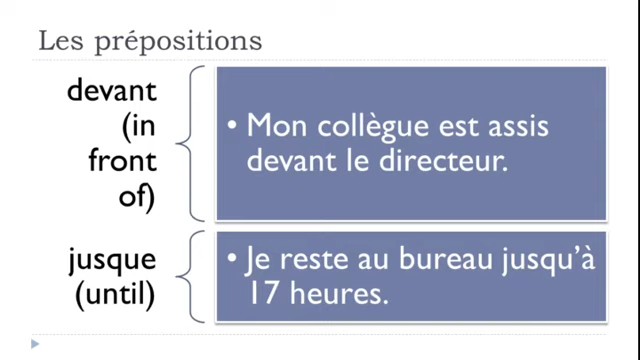 Les prépositions
devant
(in
front
of)
• Mon collègue est assis
devant le directeur.
jusque
(until)
• Je reste au bureau jusqu'à
17 heures.